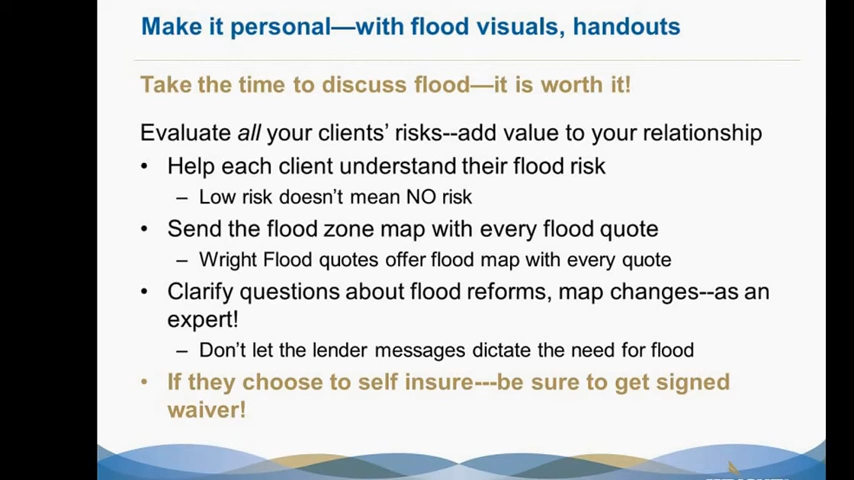 Make it personal—with flood visuals, handouts
Take the time to discuss flood—it is worth it!
Evaluate all your clients' risks--add value to your relationship
• Help each client understand their flood risk
– Low risk doesn't mean NO risk
• Send the flood zone map with every flood quote
– Wright Flood quotes offer flood map with every quote
• Clarify questions about flood reforms, map changes--as an
expert!
– Don't let the lender messages dictate the need for flood
• If they choose to self insure---be sure to get signed
waiver!